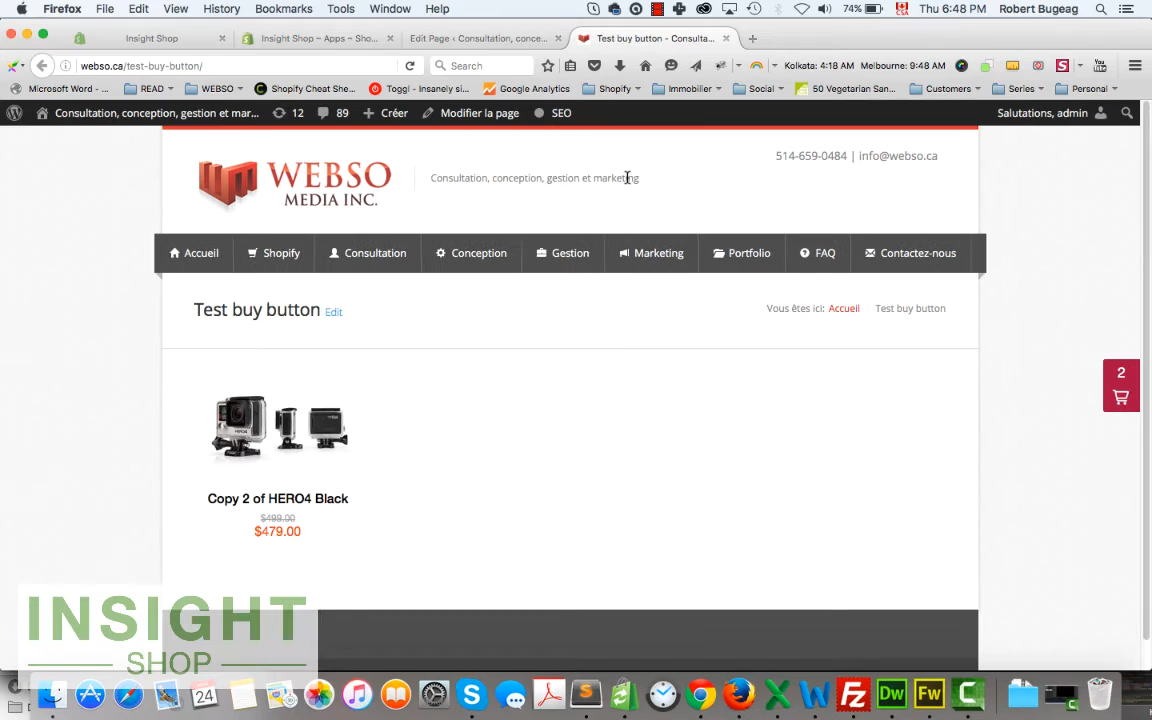 Firefox File Edit View History Bookmarks Tools Window Help 74% Thu 6:48 PM Robert Bugeag
Insight Shop Insight Shop ~ Apps ~ Sho... Edit Page ‹ Consultation, conce... Test buy button - Consulta...
webso.ca/test-buy-button/ Search Kolkata: 4:18 AM Melbourne: 9:48 AM
Microsoft Word - ... READ WEBSO Shopify Cheat She... Toggl - Insanely si... Google Analytics Shopify Immobilier Social 50 Vegetarian San... Customers Series Personal
Consultation, conception, gestion et mar... 12 89 Créer Modifier la page SEO Salutations, admin
514-659-0484 | info@webso.ca
WEBSO
MEDIA INC.
Consultation, conception, gestion et marketing
Accueil Shopify Consultation Conception Gestion Marketing Portfolio FAQ Contactez-nous
Test buy button Edit Vous êtes ici: Accueil Test buy button
2
Copy 2 of HERO4 Black
$499.00
$479.00
INSIGHT
SHOP
24